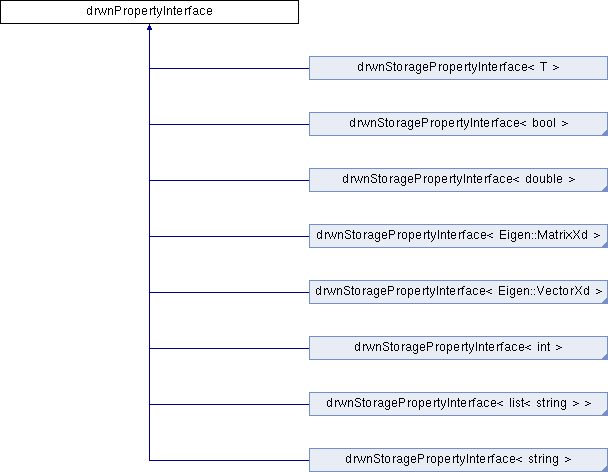 drwnPropertyInterface
drwnStoragePropertyInterface< T >
drwnStoragePropertyInterface< bool >
drwnStoragePropertyInterface< double >
drwnStoragePropertyInterface< Eigen::MatrixXd >
drwnStoragePropertyInterface< Eigen::VectorXd >
drwnStoragePropertyInterface< int >
drwnStoragePropertyInterface< list< string > >
drwnStoragePropertyInterface< string >